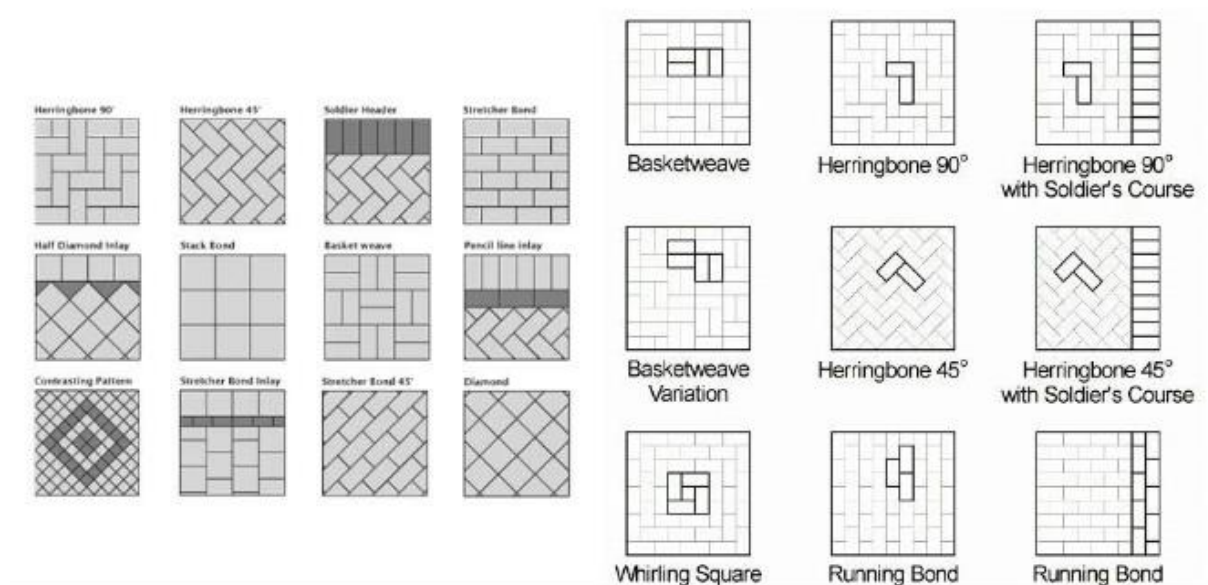 Herringbone 90°
Herringbone 45°
Soldier Header
Stretcher Bond
Half Diamond Inlay
Stack Bond
Basket weave
Pencil line inlay
Contrasting Pattern
Stretcher Bond Inlay
Stretcher Bond 45°
Diamond
Basketweave
Herringbone 90°
Herringbone 90°
with Soldier's Course
Basketweave
Variation
Herringbone 45°
Herringbone 45°
with Soldier's Course
Whirling Square
Running Bond
Running Bond